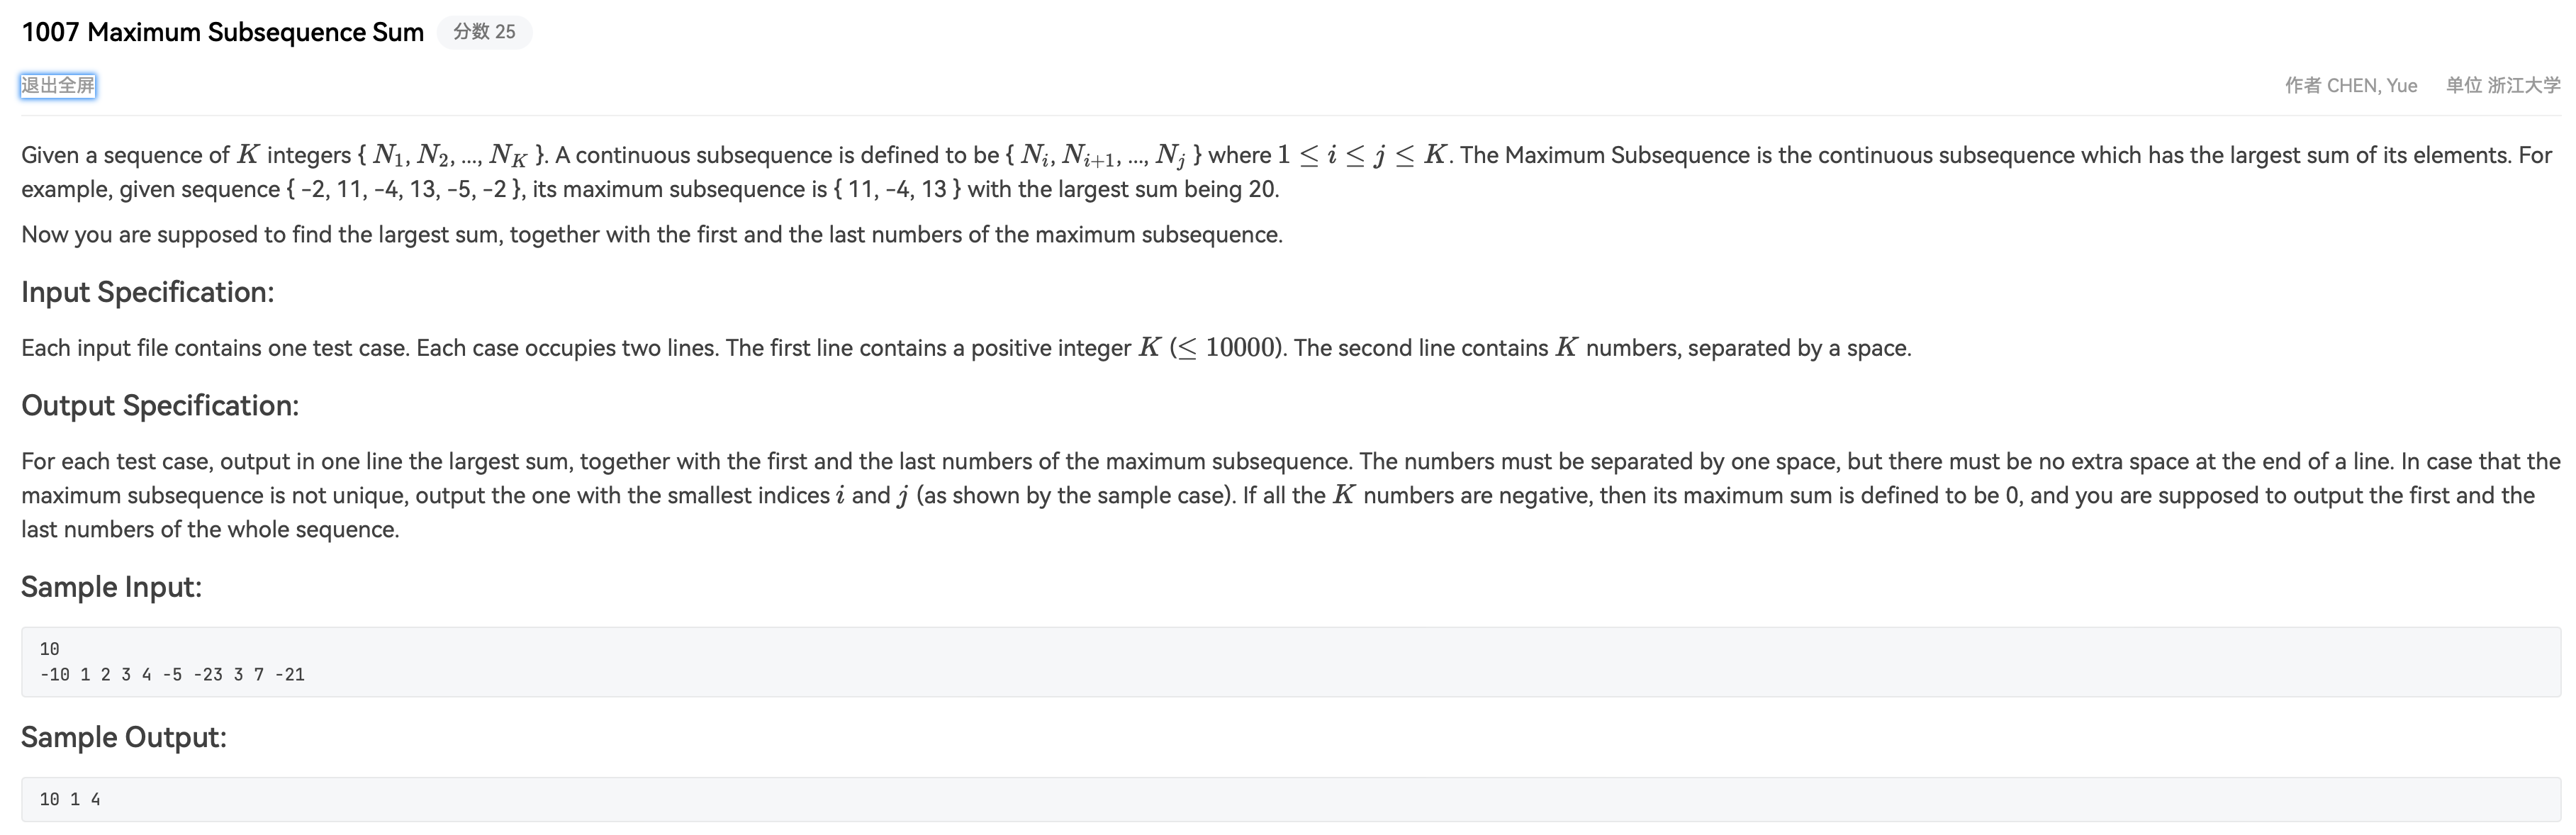 1007 Maximum Subsequence Sum 分数 25
退出全屏 作者 CHEN, Yue 单位 浙江大学
Given a sequence of K integers { N₁, N₂, ..., N_K }. A continuous subsequence is defined to be { N_i, N_{i+1}, ..., N_j } where 1 ≤ i ≤ j ≤ K. The Maximum Subsequence is the continuous subsequence which has the largest sum of its elements. For
example, given sequence { -2, 11, -4, 13, -5, -2 }, its maximum subsequence is { 11, -4, 13 } with the largest sum being 20.
Now you are supposed to find the largest sum, together with the first and the last numbers of the maximum subsequence.
Input Specification:
Each input file contains one test case. Each case occupies two lines. The first line contains a positive integer K (≤ 10000). The second line contains K numbers, separated by a space.
Output Specification:
For each test case, output in one line the largest sum, together with the first and the last numbers of the maximum subsequence. The numbers must be separated by one space, but there must be no extra space at the end of a line. In case that the
maximum subsequence is not unique, output the one with the smallest indices i and j (as shown by the sample case). If all the K numbers are negative, then its maximum sum is defined to be 0, and you are supposed to output the first and the
last numbers of the whole sequence.
Sample Input:
10
-10 1 2 3 4 -5 -23 3 7 -21
Sample Output:
10 1 4